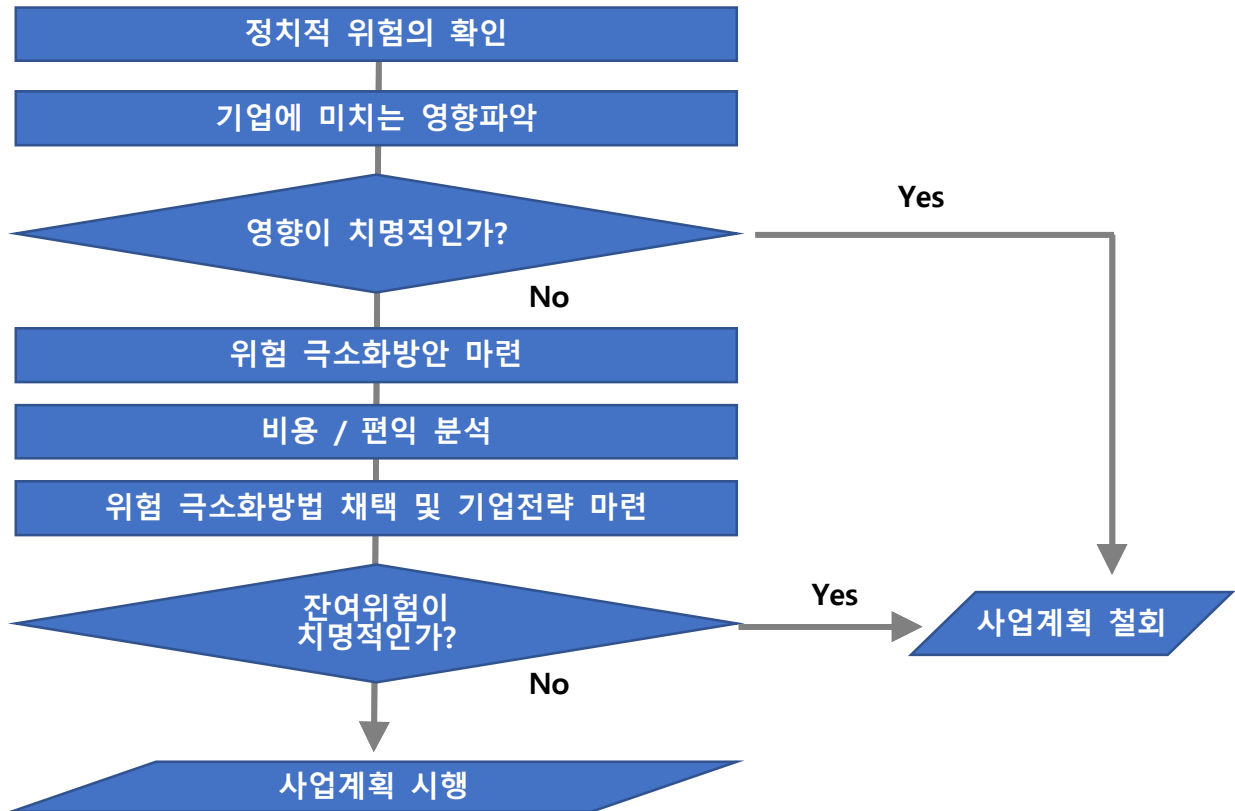 정치적 위험의 확인
기업에 미치는 영향파악
영향이 치명적인가?
Yes
No
위험 극소화방안 마련
비용 / 편익 분석
위험 극소화방법 채택 및 기업전략 마련
잔여위험이
치명적인가?
Yes
사업계획 철회
No
사업계획 시행